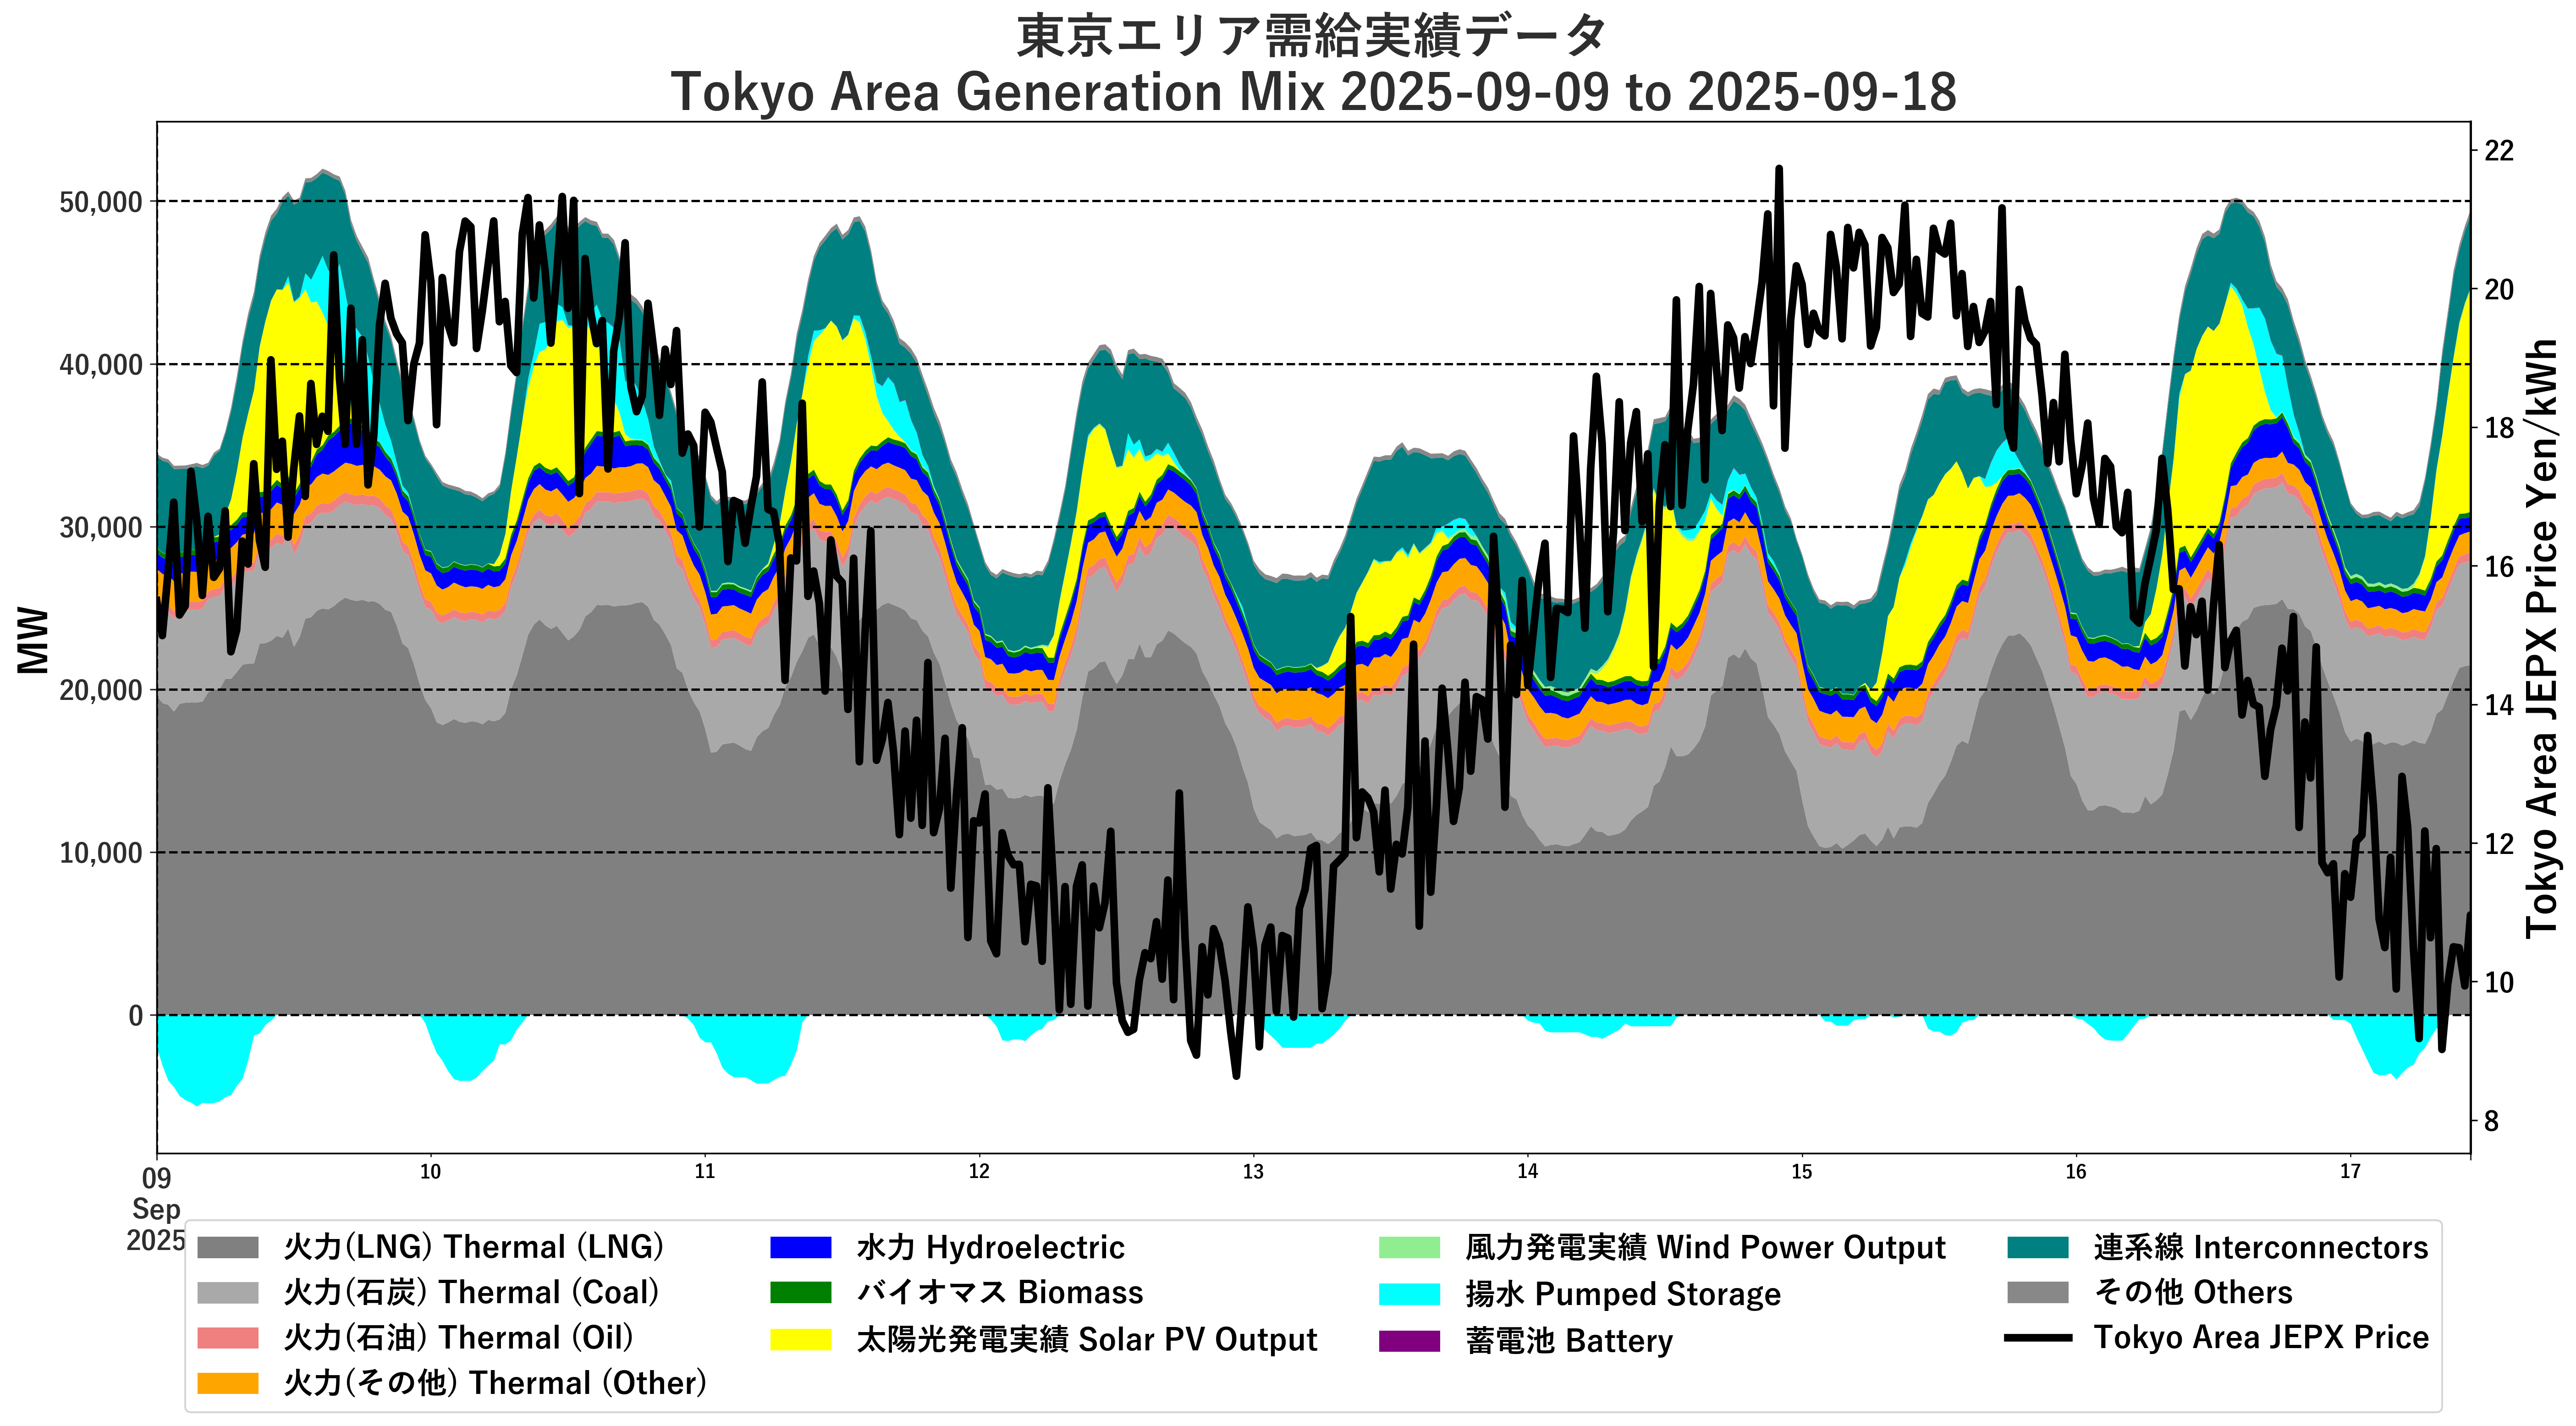 東京エリア需給実績データ
Tokyo Area Generation Mix 2025-09-09 to 2025-09-18
MW
50,000
40,000
30,000
20,000
10,000
0
22
20
18
16
14
12
10
8
Tokyo Area JEPX Price Yen/kWh
09
Sep
2025
10
11
12
13
14
15
16
17
火力(LNG) Thermal (LNG)
火力(石炭) Thermal (Coal)
火力(石油) Thermal (Oil)
火力(その他) Thermal (Other)
水力 Hydroelectric
バイオマス Biomass
太陽光発電実績 Solar PV Output
風力発電実績 Wind Power Output
揚水 Pumped Storage
蓄電池 Battery
連系線 Interconnectors
その他 Others
Tokyo Area JEPX Price